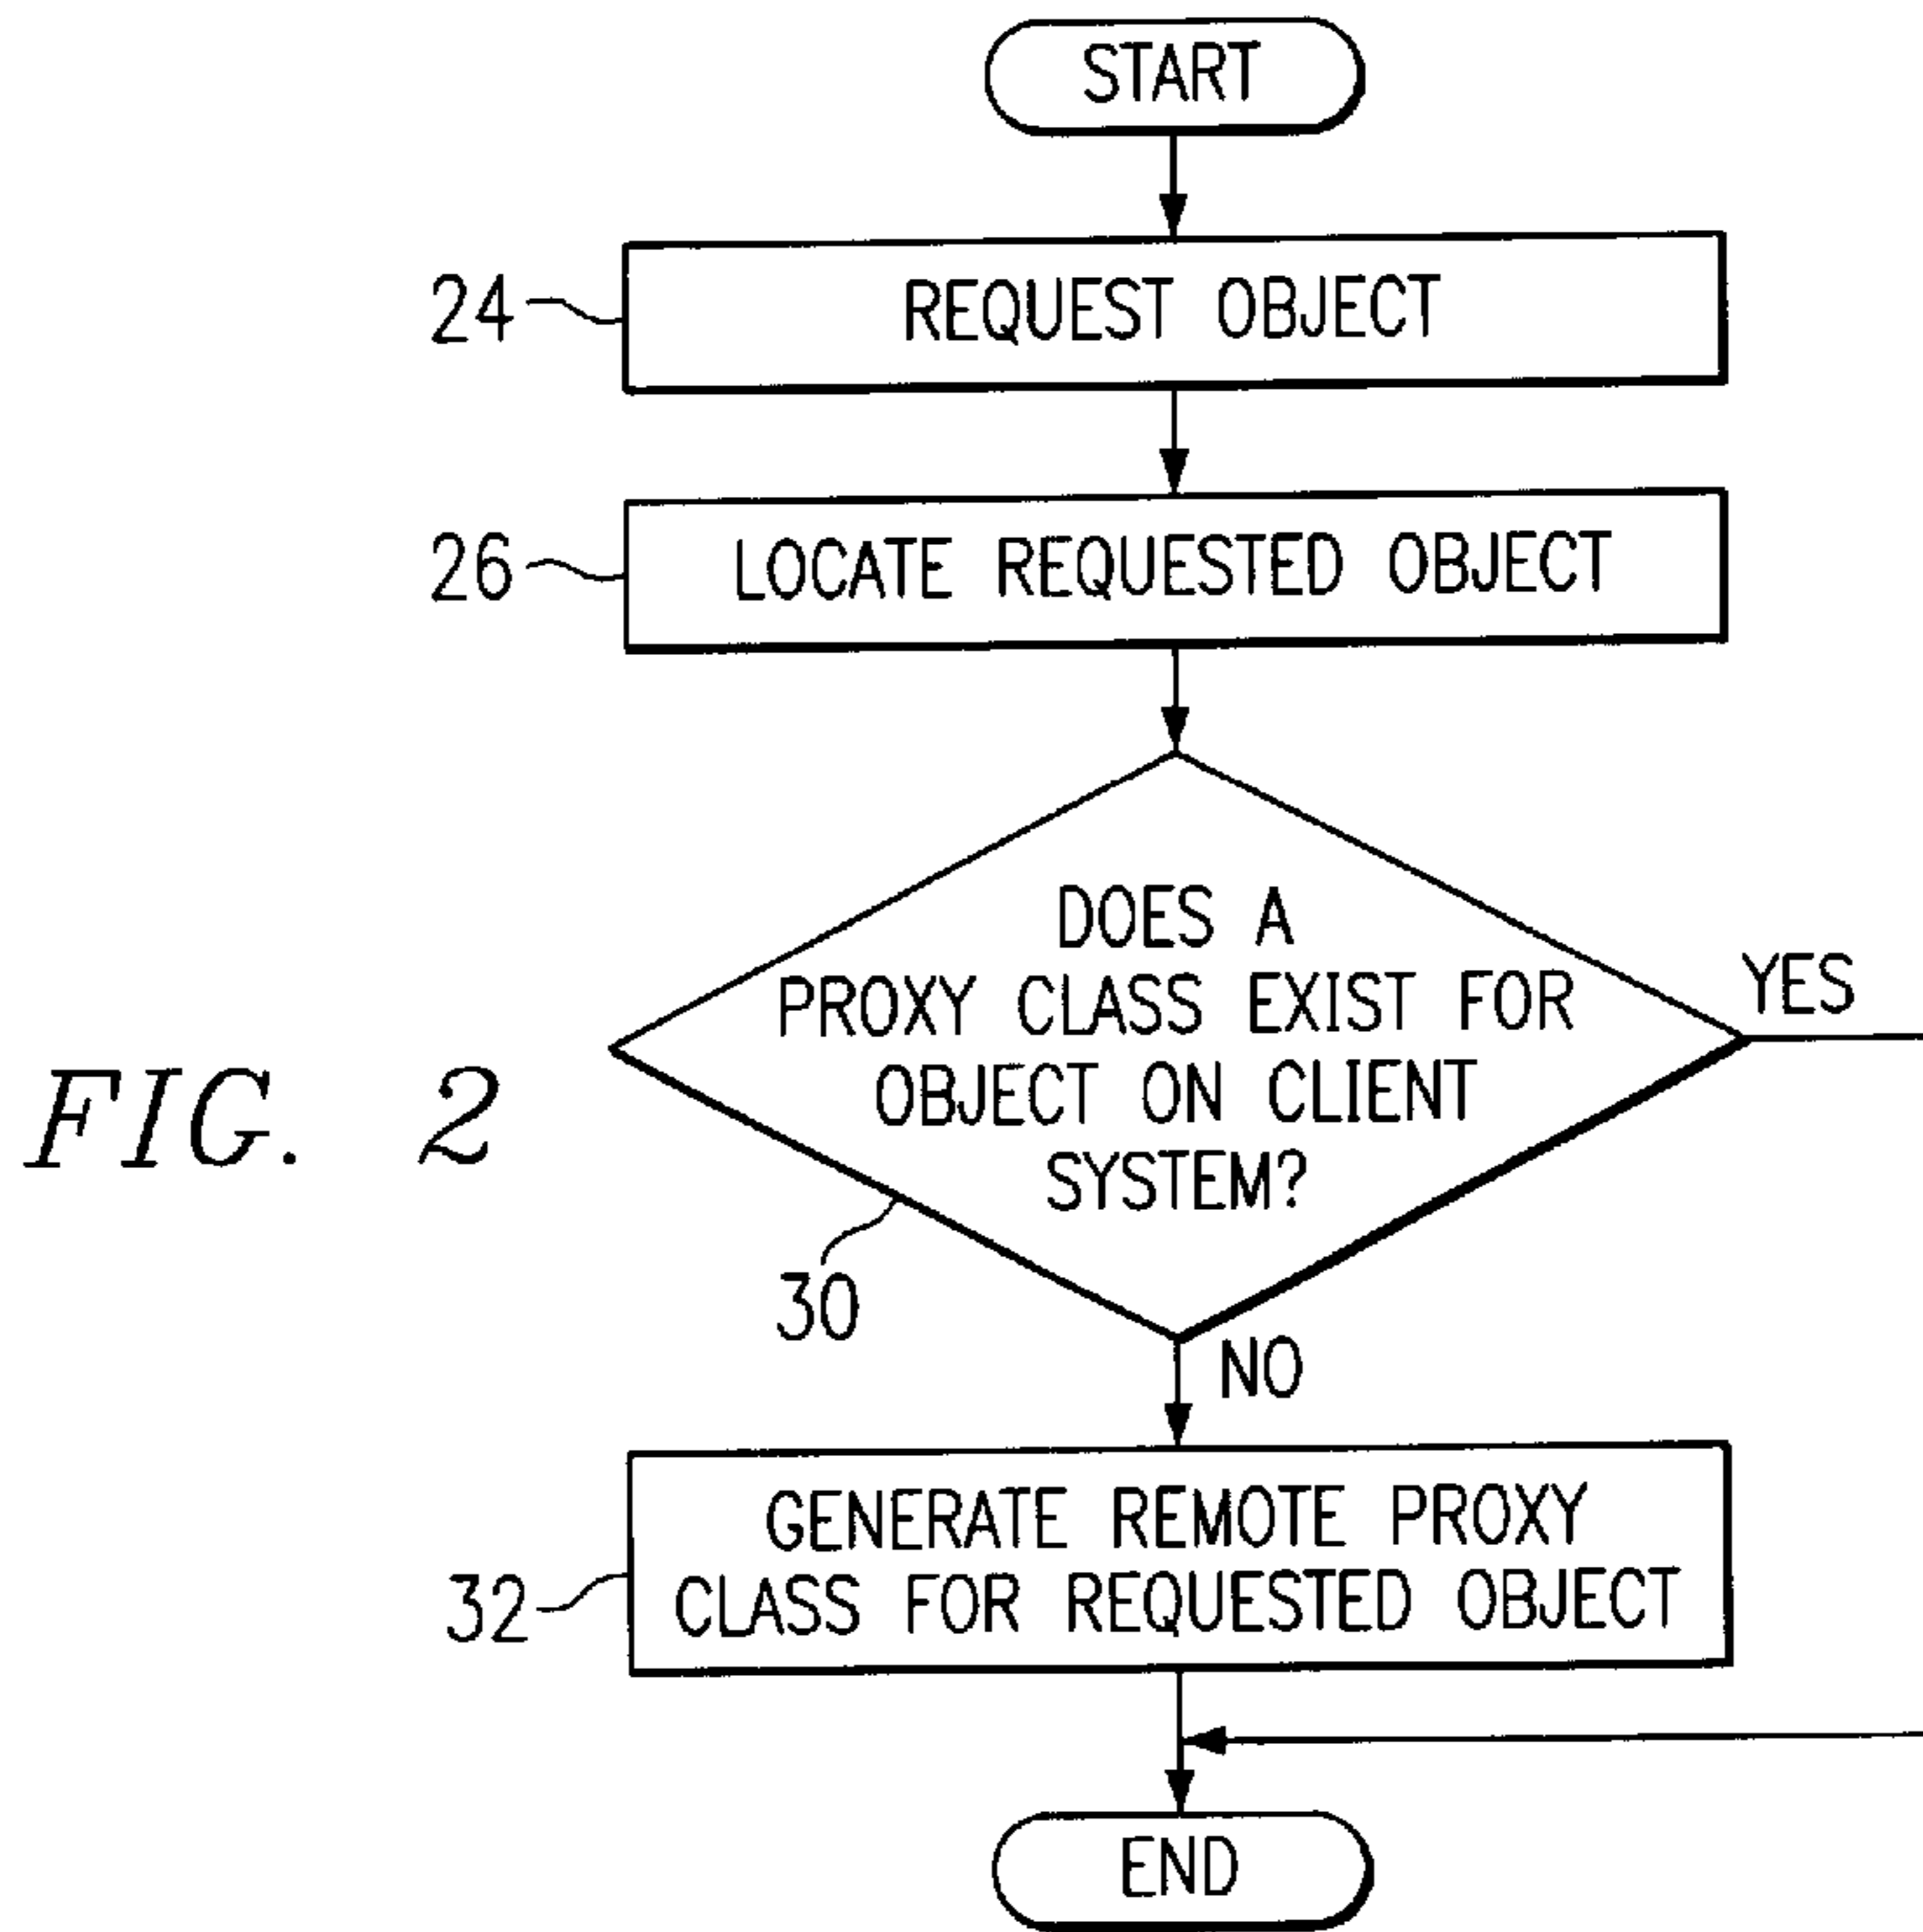 START
24
REQUEST OBJECT
26
LOCATE REQUESTED OBJECT
DOES A
PROXY CLASS EXIST FOR
OBJECT ON CLIENT
SYSTEM?
YES
FIG. 2
30
NO
GENERATE REMOTE PROXY
CLASS FOR REQUESTED OBJECT
32
END